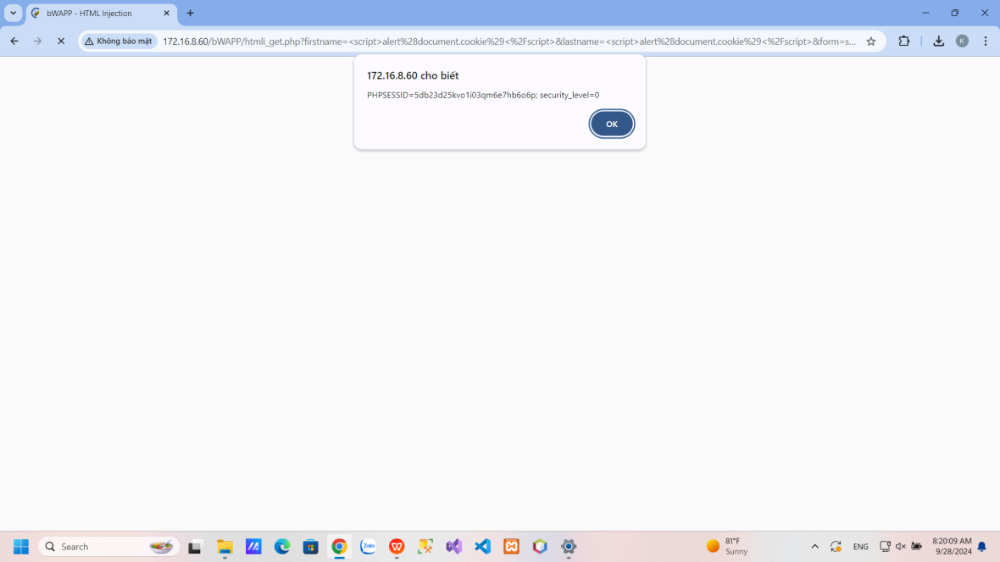 bWAPP - HTML Injection
Không bảo mật
172.16.8.60/bWAPP/htmli_get.php?firstname=<script>alert%28document.cookie%29<%2Fscript>&lastname=<script>alert%28document.cookie%29<%2Fscript>&form=s...
K
172.16.8.60 cho biết
PHPSESSID=5db23d25kvo1i03qm6e7hb6o6p; security_level=0
OK
Search
Zalo
81°F
Sunny
ENG
8:20:09 AM
9/28/2024